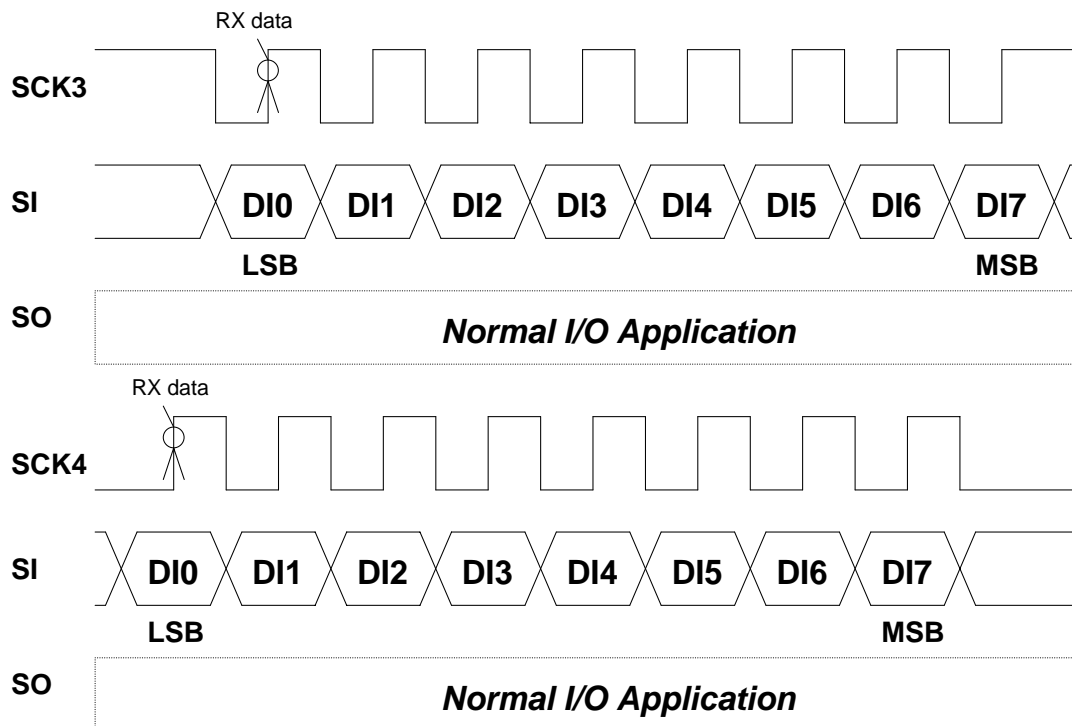 RX data
SCK3
SI DI0 DI1 DI2 DI3 DI4 DI5 DI6 DI7
LSB MSB
SO Normal I/O Application
RX data
SCK4
SI DI0 DI1 DI2 DI3 DI4 DI5 DI6 DI7
LSB MSB
SO Normal I/O Application